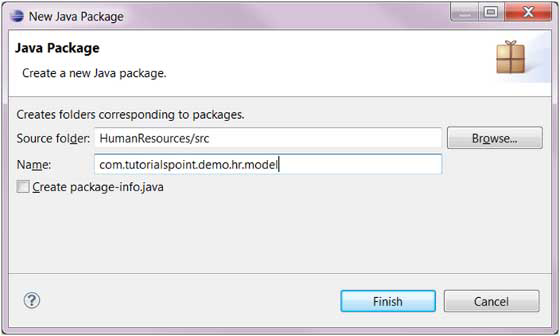 New Java Package
Java Package
Create a new Java package.
Creates folders corresponding to packages.
Source folder: HumanResources/src Browse...
Name: com.tutorialspoint.demo.hr.model
Create package-info.java
? Finish Cancel